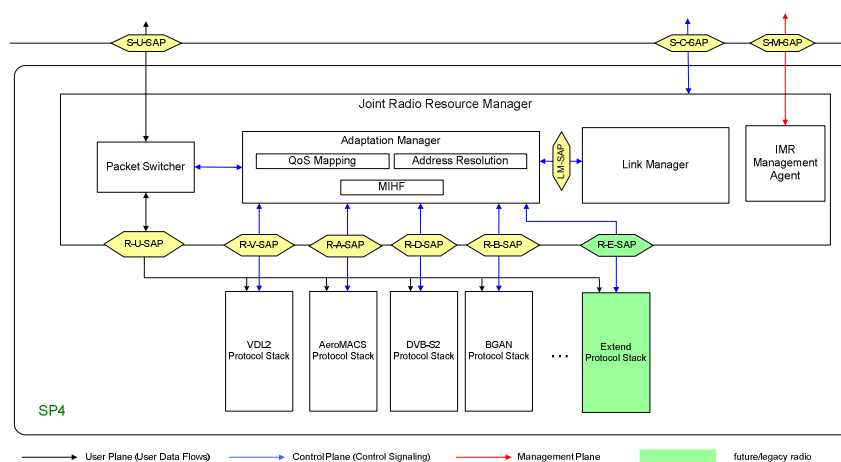 S-U-SAP
S-C-SAP
S-M-SAP
Joint Radio Resource Manager
Packet Switcher
Adaptation Manager
QoS Mapping
Address Resolution
MIHF
LM-SAP
Link Manager
IMR
Management
Agent
R-U-SAP
R-V-SAP
R-A-SAP
R-D-SAP
R-B-SAP
R-E-SAP
VDL2
Protocol Stack
AeroMACS
Protocol Stack
DVB-S2
Protocol Stack
BGAN
Protocol Stack
...
Extend
Protocol Stack
SP4
User Plane (User Data Flows)
Control Plane (Control Signaling)
Management Plane
future/legacy radio